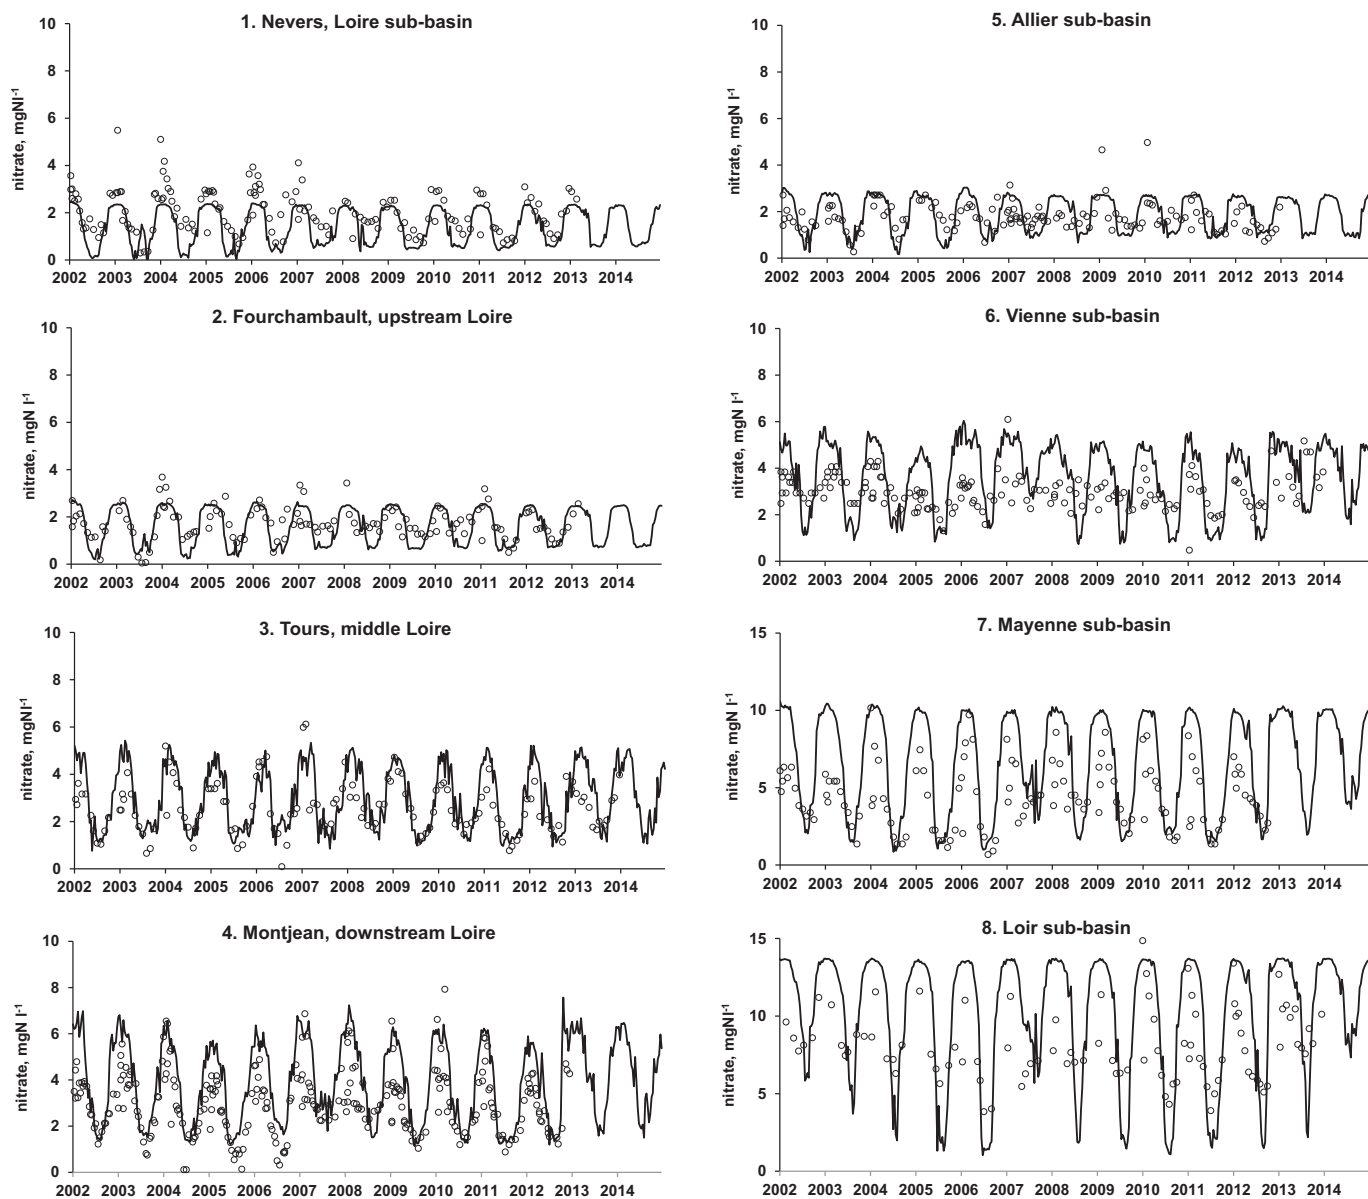 1. Nevers, Loire sub-basin
nitrate, mgNl-1
10
8
6
4
2
0
2002 2003 2004 2005 2006 2007 2008 2009 2010 2011 2012 2013 2014
2. Fourchambault, upstream Loire
nitrate, mgN l-1
10
8
6
4
2
0
2002 2003 2004 2005 2006 2007 2008 2009 2010 2011 2012 2013 2014
3. Tours, middle Loire
nitrate, mgNl-1
10
8
6
4
2
0
2002 2003 2004 2005 2006 2007 2008 2009 2010 2011 2012 2013 2014
4. Montjean, downstream Loire
nitrate, mgN l-1
10
8
6
4
2
0
2002 2003 2004 2005 2006 2007 2008 2009 2010 2011 2012 2013 2014
5. Allier sub-basin
nitrate, mgN l-1
10
8
6
4
2
0
2002 2003 2004 2005 2006 2007 2008 2009 2010 2011 2012 2013 2014
6. Vienne sub-basin
nitrate, mgN l-1
10
8
6
4
2
0
2002 2003 2004 2005 2006 2007 2008 2009 2010 2011 2012 2013 2014
7. Mayenne sub-basin
nitrate, mgN l-1
15
10
5
0
2002 2003 2004 2005 2006 2007 2008 2009 2010 2011 2012 2013 2014
8. Loir sub-basin
nitrate, mgNl-1
15
10
5
0
2002 2003 2004 2005 2006 2007 2008 2009 2010 2011 2012 2013 2014